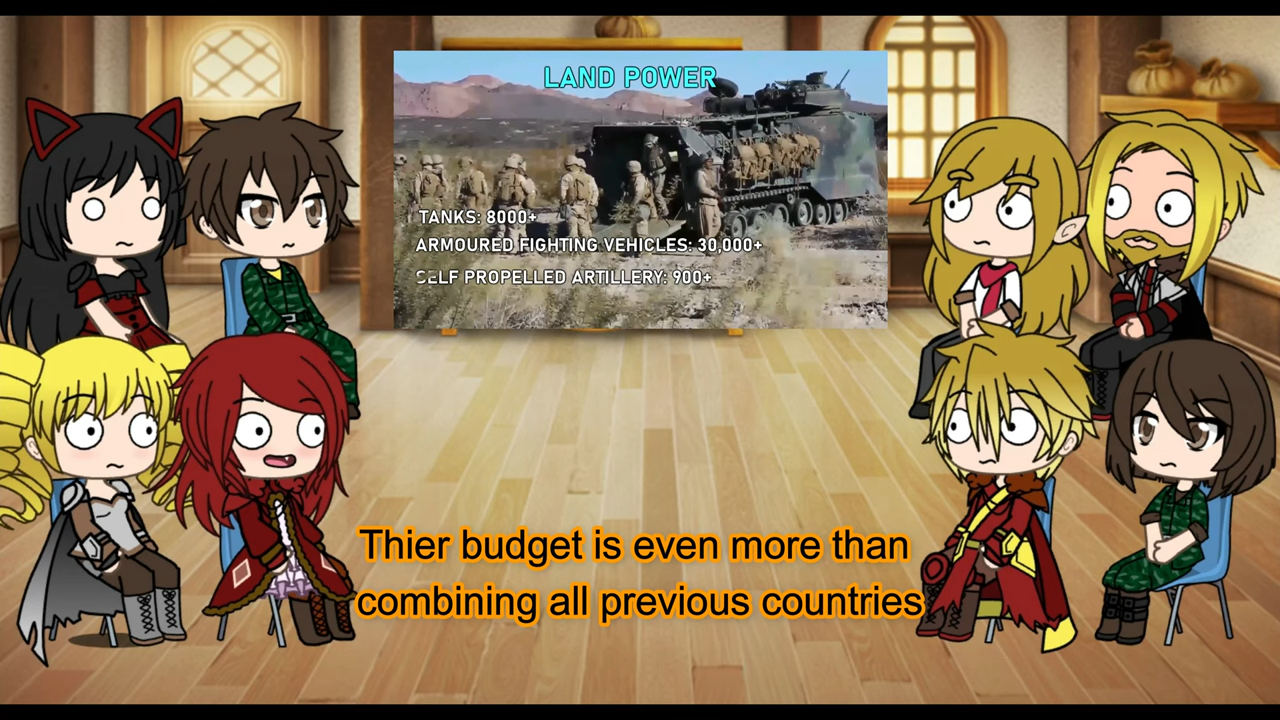 LAND POWER
TANKS: 8000+
ARMOURED FIGHTING VEHICLES: 30,000+
SELF PROPELLED ARTILLERY: 900+
Thier budget is even more than
combining all previous countries